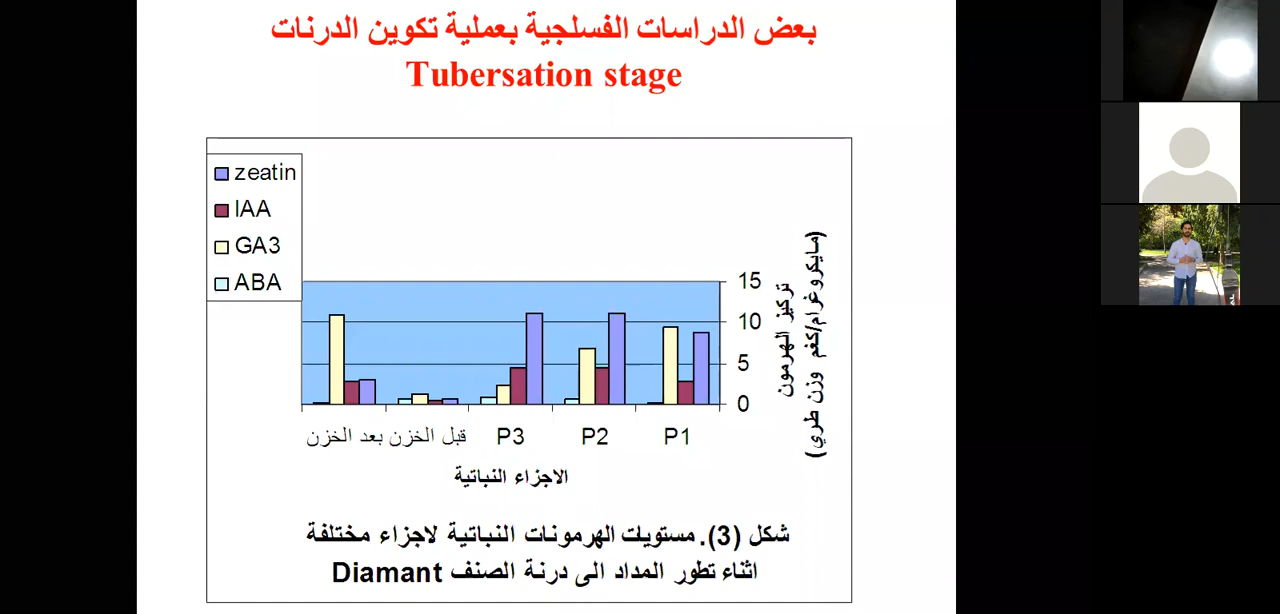 بعض الدراسات الفسلجية بعملية تكوين الدرنات
Tubersation stage
zeatin
IAA
GA3
ABA
15
10
5
0
تركيز الهرمون
(مايكروغرام/كغم وزن طري)
P1
P2
P3
قبل الخزن
بعد الخزن
الاجزاء النباتية
شكل (3). مستويات الهرمونات النباتية لاجزاء مختلفة
اثناء تطور المداد الى درنة الصنف Diamant